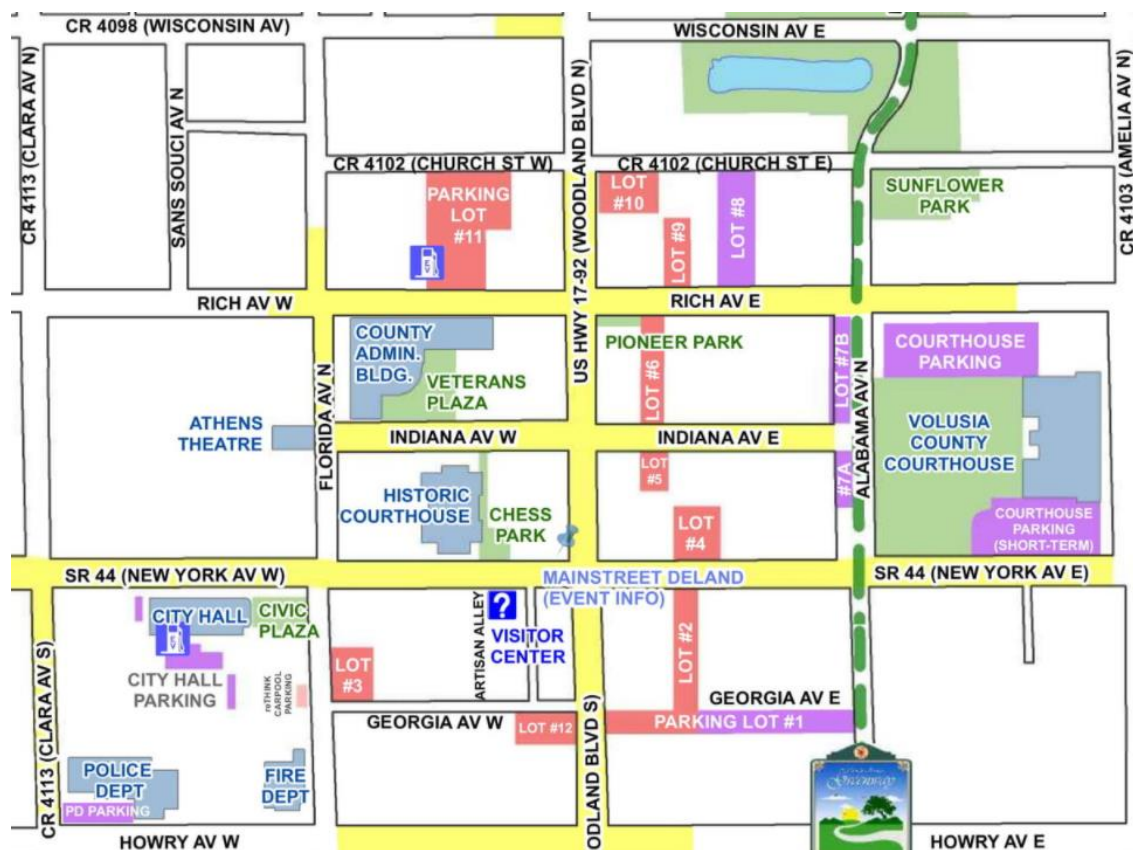 CR 4098 (WISCONSIN AV)
WISCONSIN AV E
CR 4113 (CLARA AV N)
SANS SOUCI AV N
US HWY 17-92 (WOODLAND BLVD N)
CR 4103 (AMELIA AV N)
CR 4102 (CHURCH ST W)
CR 4102 (CHURCH ST E)
PARKING
LOT
#11
LOT
#10
LOT #9
LOT #8
SUNFLOWER
PARK
RICH AV W
RICH AV E
FLORIDA AV N
COUNTY
ADMIN.
BLDG.
VETERANS
PLAZA
PIONEER PARK
LOT #6
LOT #7B
ALABAMA AV N
COURTHOUSE
PARKING
ATHENS
THEATRE
INDIANA AV W
INDIANA AV E
VOLUSIA
COUNTY
COURTHOUSE
HISTORIC
COURTHOUSE
CHESS
PARK
LOT
#5
LOT
#4
#7A
COURTHOUSE
PARKING
(SHORT-TERM)
SR 44 (NEW YORK AV W)
MAINSTREET DELAND
(EVENT INFO)
SR 44 (NEW YORK AV E)
CITY HALL
CIVIC
PLAZA
?
VISITOR
CENTER
ARTISAN ALLEY
LOT
#3
LOT #2
CR 4113 (CLARA AV S)
CITY HALL
PARKING
reTHINK
CARPOOL
PARKING
GEORGIA AV W
GEORGIA AV E
LOT #12
PARKING LOT #1
ODLAND BLVD S)
POLICE
DEPT
PD PARKING
FIRE
DEPT
Greenway
HOWRY AV W
HOWRY AV E